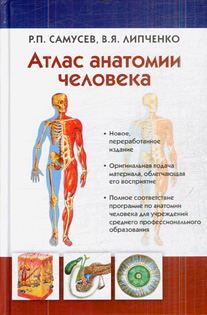 Р.П. САМУСЕВ, В.Я. ЛИПЧЕНКО
Атлас анатомии
человека
• Новое,
переработанное
издание
• Оригинальная подача
материала, облегчающая
его восприятие
• Полное соответствие
программе по анатомии
человека для учреждений
среднего профессионального
образования